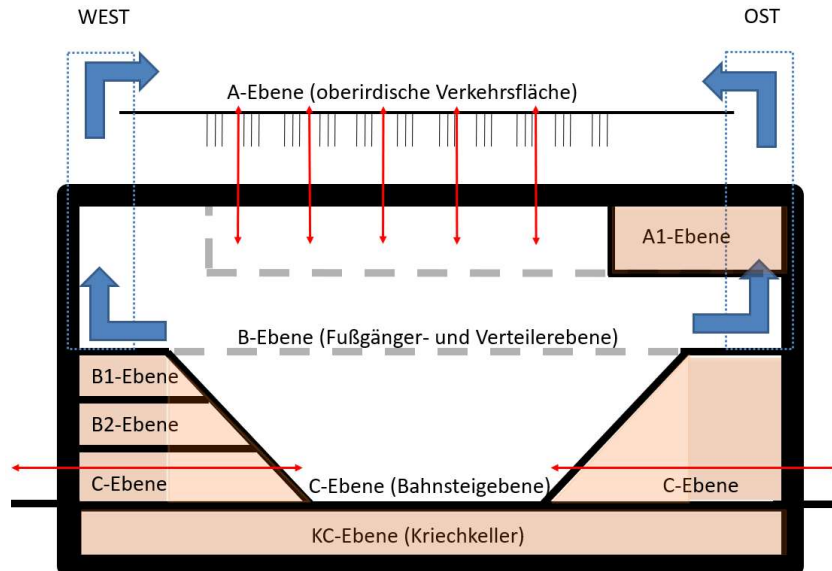 WEST
OST
A-Ebene (oberirdische Verkehrsfläche)
A1-Ebene
B-Ebene (Fußgänger- und Verteilerebene)
B1-Ebene
B2-Ebene
C-Ebene
C-Ebene (Bahnsteigebene)
C-Ebene
KC-Ebene (Kriechkeller)